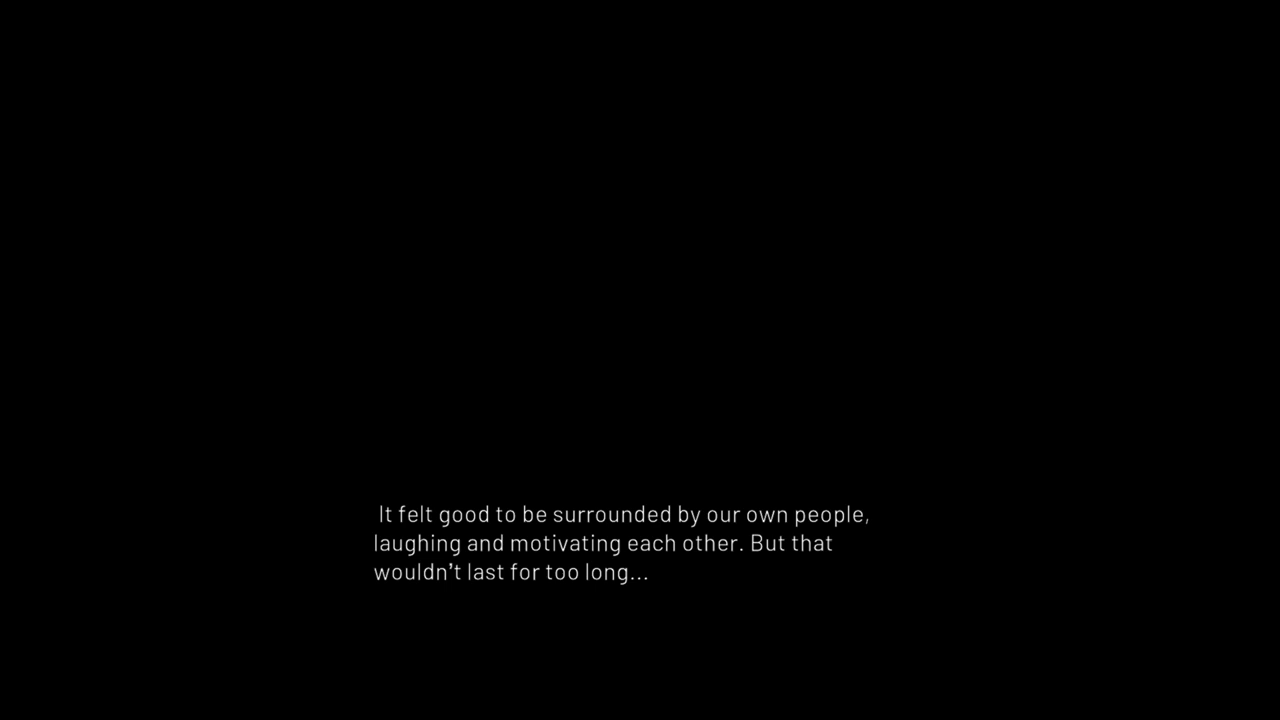 It felt good to be surrounded by our own people,
laughing and motivating each other. But that
wouldn't last for too long...